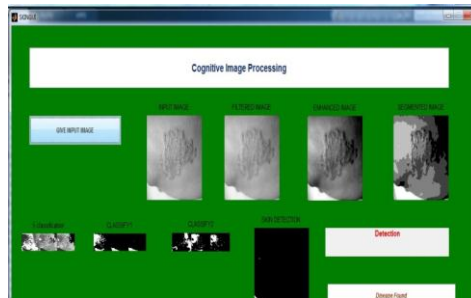 SKINGUI
Cognitive Image Processing
INPUT IMAGE FILTERED IMAGE ENHANCED IMAGE SEGMENTED IMAGE
GIVE INPUT IMAGE
CLASSIFY1 CLASSIFY2 SKIN DETECTION
Detection
Disease Found